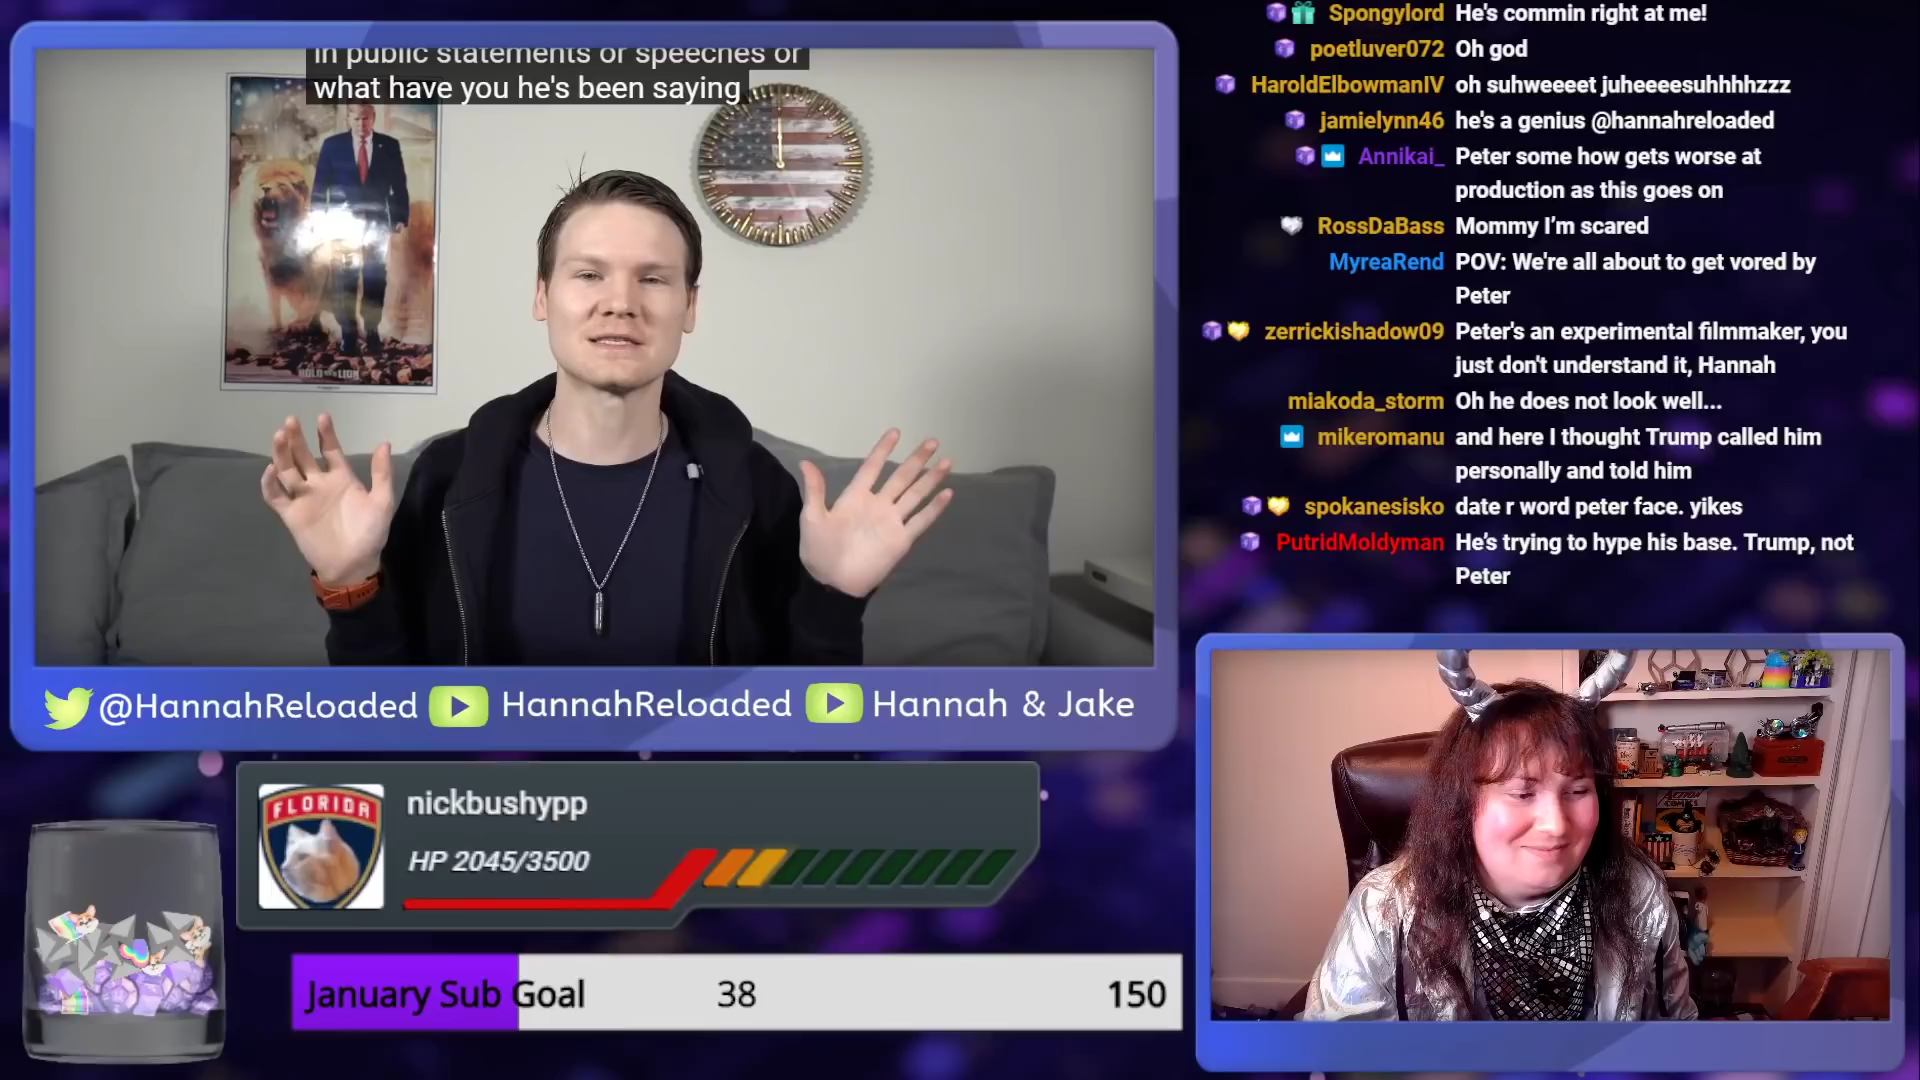 in public statements or speeches or
what have you he's been saying
HOLD THE LION
@HannahReloaded HannahReloaded Hannah & Jake
FLORIDA
nickbushypp
HP 2045/3500
January Sub Goal 38 150
Spongylord He's commin right at me!
poetluver072 Oh god
HaroldElbowmanIV oh suhweeeet juheeeesuhhhhzzz
jamielynn46 he's a genius @hannahreloaded
Annikai_ Peter some how gets worse at
production as this goes on
RossDaBass Mommy I’m scared
MyreaRend POV: We're all about to get vored by
Peter
zerrickishadow09 Peter's an experimental filmmaker, you
just don't understand it, Hannah
miakoda_storm Oh he does not look well...
mikeromanu and here I thought Trump called him
personally and told him
spokanesisko date r word peter face. yikes
PutridMoldyman He’s trying to hype his base. Trump, not
Peter